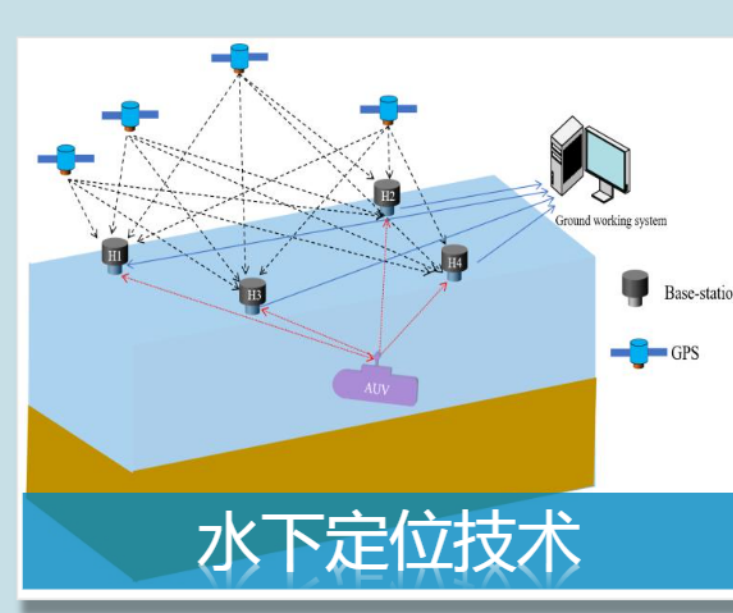 H2
Ground working system
H1
H4
H3
Base-statio
GPS
AUV
水下定位技术